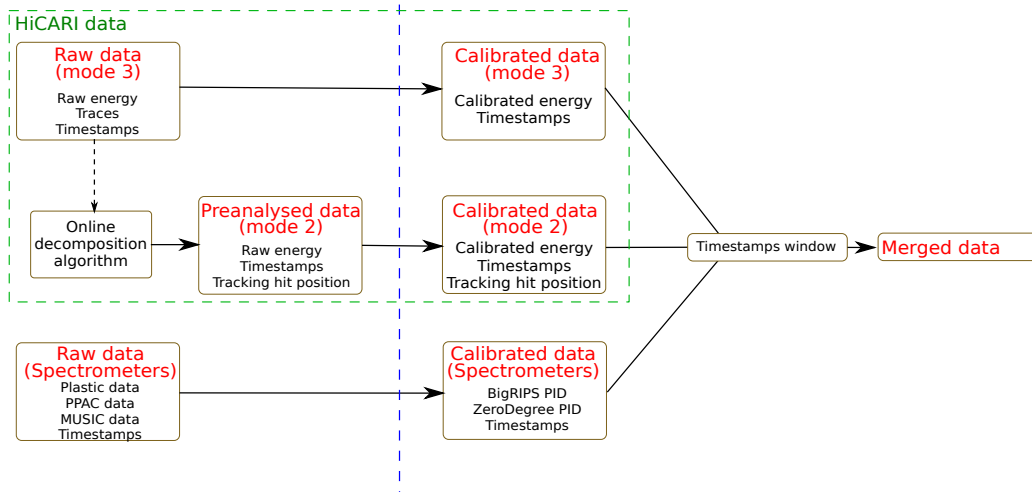 HiCARI data
Raw data
(mode 3)
Raw energy
Traces
Timestamps
Calibrated data
(mode 3)
Calibrated energy
Timestamps
Online
decomposition
algorithm
Preanalysed data
(mode 2)
Raw energy
Timestamps
Tracking hit position
Calibrated data
(mode 2)
Calibrated energy
Timestamps
Tracking hit position
Timestamps window
Merged data
Raw data
(Spectrometers)
Plastic data
PPAC data
MUSIC data
Timestamps
Calibrated data
(Spectrometers)
BigRIPS PID
ZeroDegree PID
Timestamps